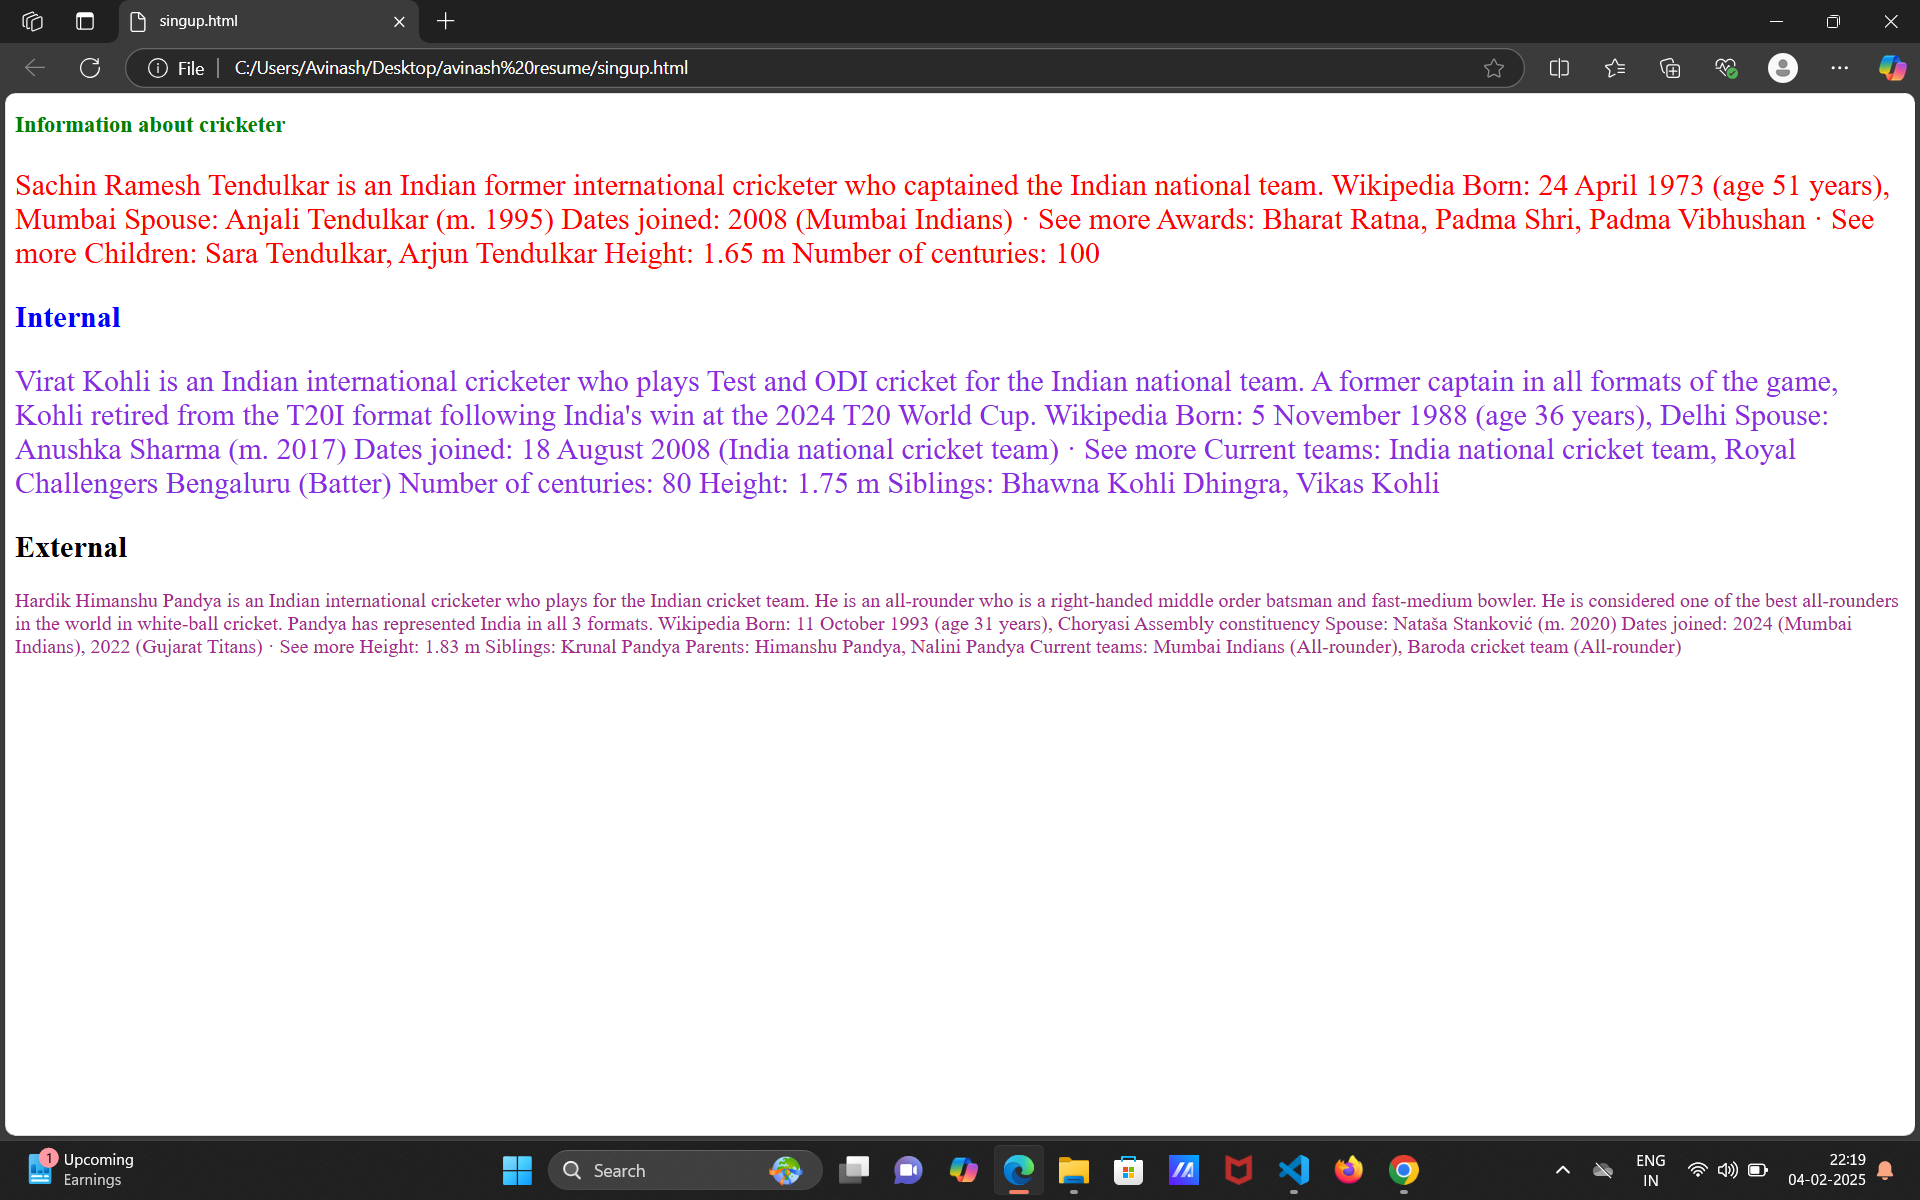 singup.html
File
C:/Users/Avinash/Desktop/avinash%20resume/singup.html
Information about cricketer
Sachin Ramesh Tendulkar is an Indian former international cricketer who captained the Indian national team. Wikipedia Born: 24 April 1973 (age 51 years),
Mumbai Spouse: Anjali Tendulkar (m. 1995) Dates joined: 2008 (Mumbai Indians) · See more Awards: Bharat Ratna, Padma Shri, Padma Vibhushan · See
more Children: Sara Tendulkar, Arjun Tendulkar Height: 1.65 m Number of centuries: 100
Internal
Virat Kohli is an Indian international cricketer who plays Test and ODI cricket for the Indian national team. A former captain in all formats of the game,
Kohli retired from the T20I format following India's win at the 2024 T20 World Cup. Wikipedia Born: 5 November 1988 (age 36 years), Delhi Spouse:
Anushka Sharma (m. 2017) Dates joined: 18 August 2008 (India national cricket team) · See more Current teams: India national cricket team, Royal
Challengers Bengaluru (Batter) Number of centuries: 80 Height: 1.75 m Siblings: Bhawna Kohli Dhingra, Vikas Kohli
External
Hardik Himanshu Pandya is an Indian international cricketer who plays for the Indian cricket team. He is an all-rounder who is a right-handed middle order batsman and fast-medium bowler. He is considered one of the best all-rounders
in the world in white-ball cricket. Pandya has represented India in all 3 formats. Wikipedia Born: 11 October 1993 (age 31 years), Choryasi Assembly constituency Spouse: Nataša Stanković (m. 2020) Dates joined: 2024 (Mumbai
Indians), 2022 (Gujarat Titans) · See more Height: 1.83 m Siblings: Krunal Pandya Parents: Himanshu Pandya, Nalini Pandya Current teams: Mumbai Indians (All-rounder), Baroda cricket team (All-rounder)
1
Upcoming
Earnings
Search
ENG
IN
22:19
04-02-2025